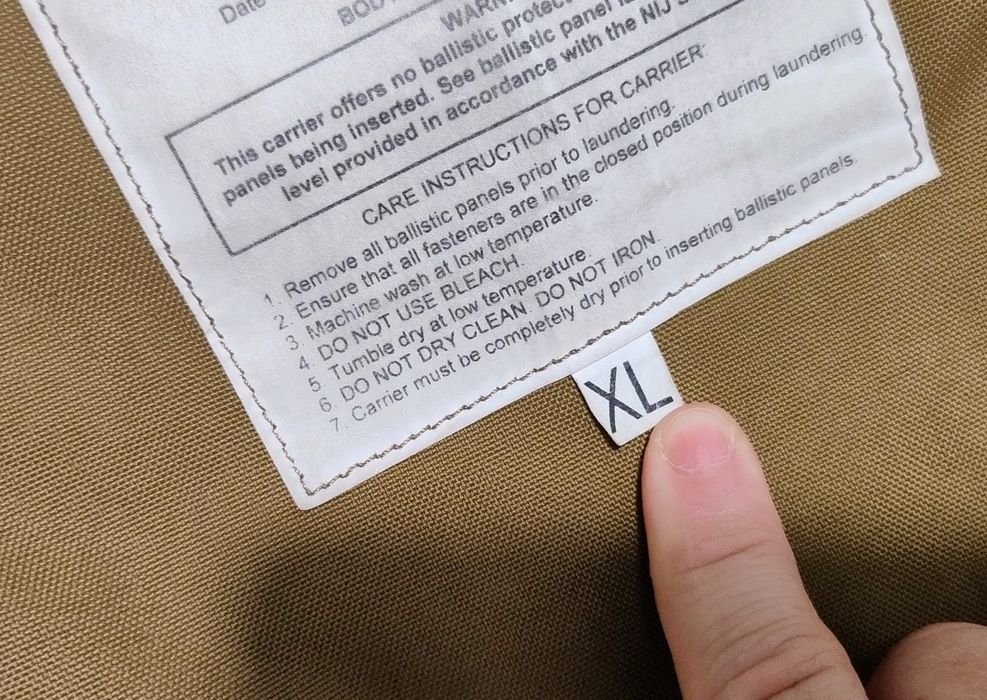 Date
WARN
This carrier offers no ballistic protec
panels being inserted. See ballistic panel
level provided in accordance with the NIJ
CARE INSTRUCTIONS FOR CARRIER:
1. Remove all ballistic panels prior to laundering.
2. Ensure that all fasteners are in the closed position during laundering.
3. Machine wash at low temperature.
4. DO NOT USE BLEACH.
5. Tumble dry at low temperature.
6. DO NOT DRY CLEAN. DO NOT IRON.
7. Carrier must be completely dry prior to inserting ballistic panels.
XL